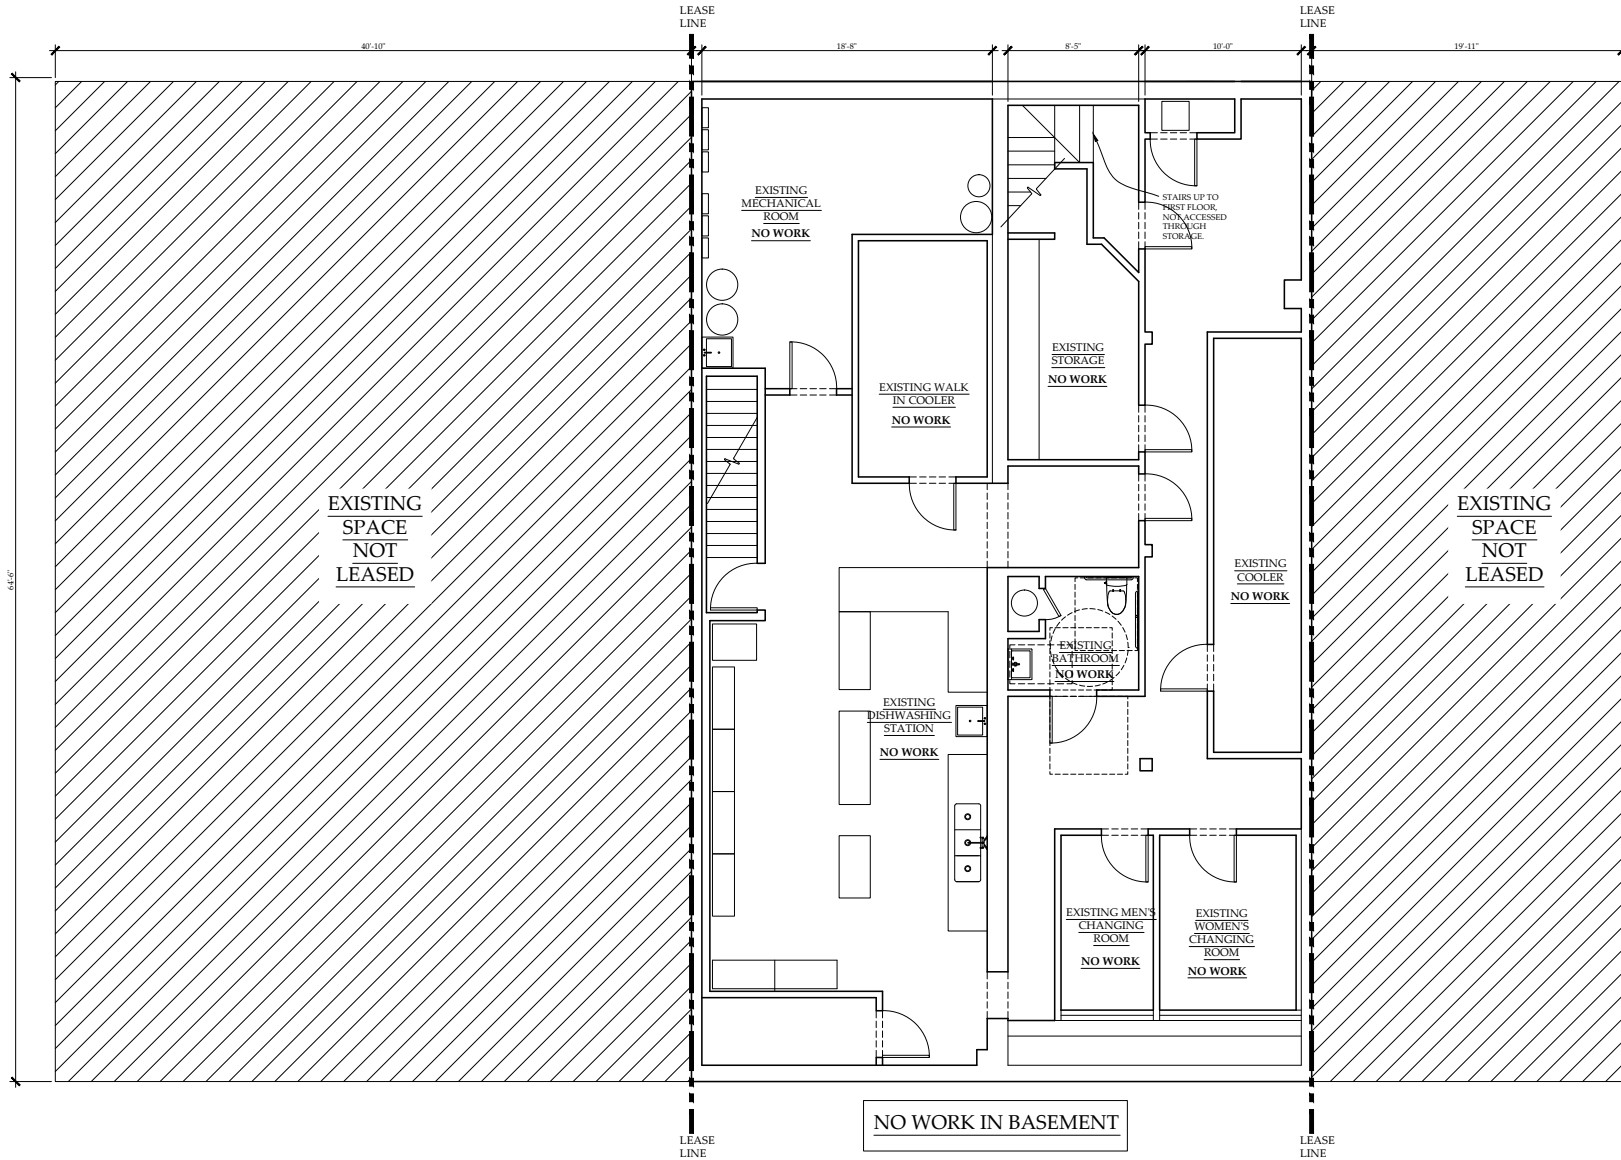 LEASE
LINE
LEASE
LINE
40'-10"
18'-8"
8'-5"
10'-0"
19'-11"
64'-6"
EXISTING
MECHANICAL
ROOM
NO WORK
STAIRS UP TO
FIRST FLOOR,
NOT ACCESSED
THROUGH
STORAGE.
EXISTING
STORAGE
NO WORK
EXISTING WALK
IN COOLER
NO WORK
EXISTING
SPACE
NOT
LEASED
EXISTING
SPACE
NOT
LEASED
EXISTING
COOLER
NO WORK
EXISTING
BATHROOM
NO WORK
EXISTING
DISHWASHING
STATION
NO WORK
EXISTING MEN'S
CHANGING
ROOM
NO WORK
EXISTING
WOMEN'S
CHANGING
ROOM
NO WORK
NO WORK IN BASEMENT
LEASE
LINE
LEASE
LINE